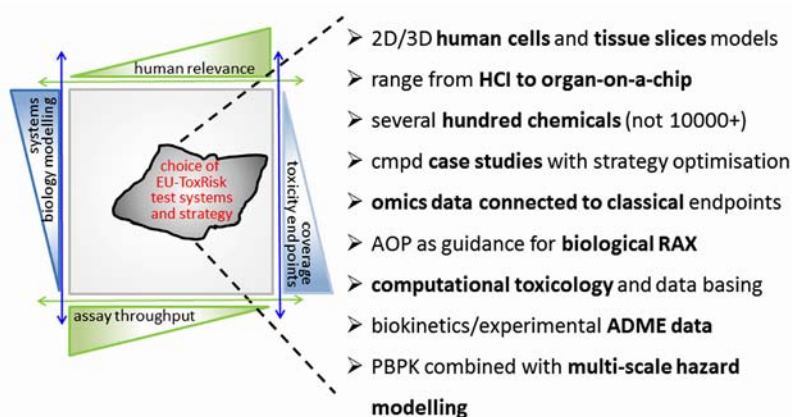 human relevance
systems
biology modelling
choice of
EU-ToxRisk
test systems
and strategy
coverage
toxicity endpoints
assay throughput
➢ 2D/3D human cells and tissue slices models
➢ range from HCI to organ-on-a-chip
➢ several hundred chemicals (not 10000+)
➢ cmpd case studies with strategy optimisation
➢ omics data connected to classical endpoints
➢ AOP as guidance for biological RAX
➢ computational toxicology and data basing
➢ biokinetics/experimental ADME data
➢ PBPK combined with multi-scale hazard
modelling